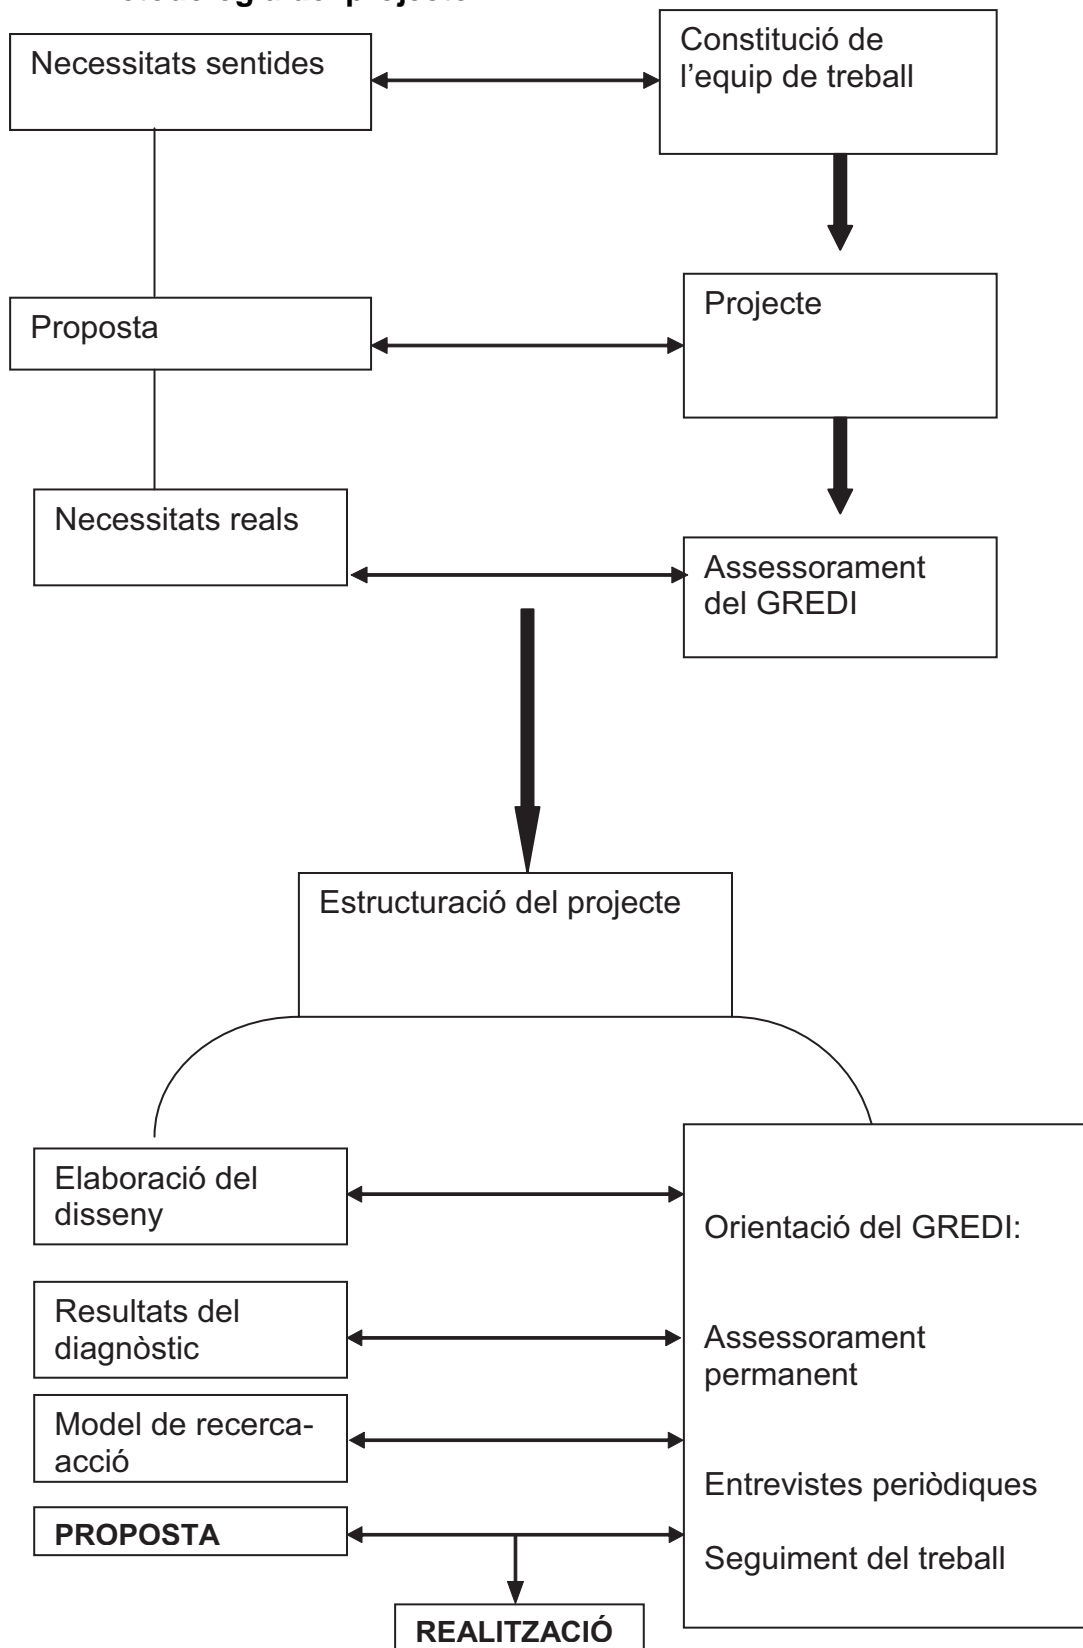 Necessitats sentides
Constitució de
l'equip de treball
Proposta
Projecte
Necessitats reals
Assessorament
del GREDI
Estructuració del projecte
Elaboració del
disseny
Orientació del GREDI:
Resultats del
diagnòstic
Assessorament
permanent
Model de recerca-
acció
Entrevistes periòdiques
PROPOSTA
Seguiment del treball
REALITZACIÓ